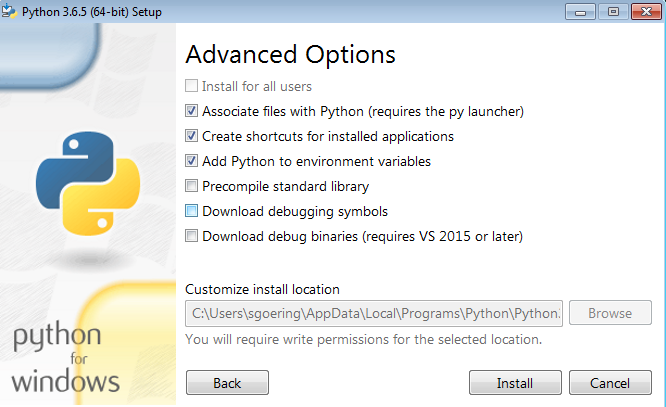 Python 3.6.5 (64-bit) Setup
Advanced Options
Install for all users
Associate files with Python (requires the py launcher)
Create shortcuts for installed applications
Add Python to environment variables
Precompile standard library
Download debugging symbols
Download debug binaries (requires VS 2015 or later)
Customize install location
C:\Users\sgoering\AppData\Local\Programs\Python\Python
Browse
You will require write permissions for the selected location.
python
for
windows
Back
Install
Cancel